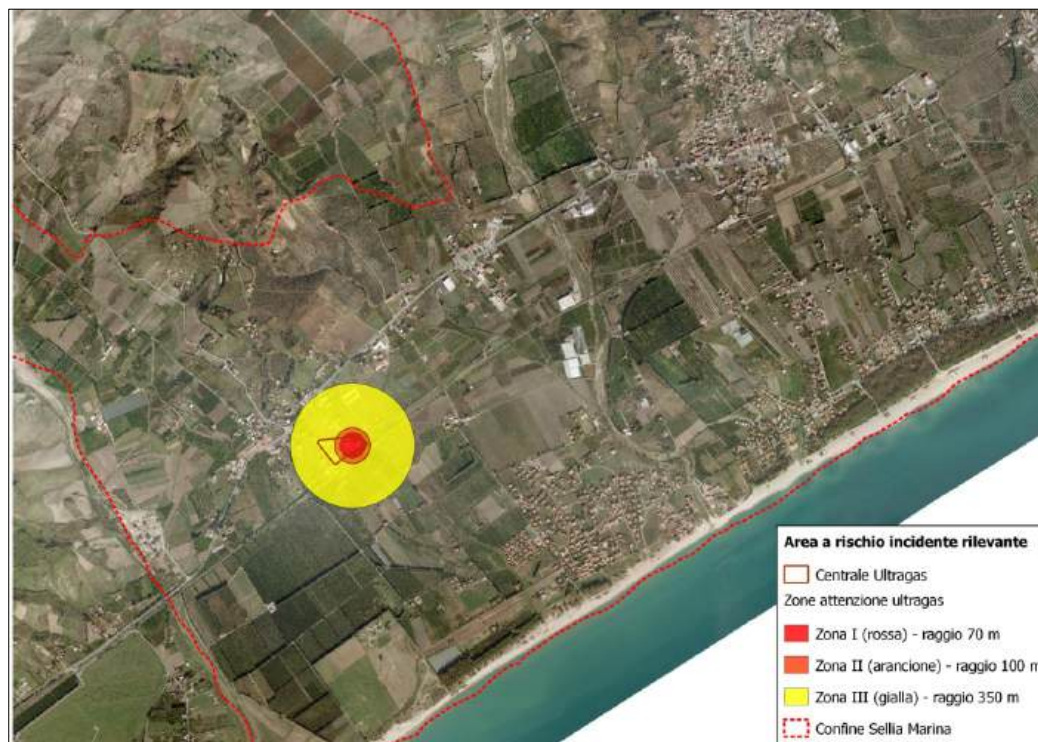 Area a rischio incidente rilevante
Centrale Ultragas
Zone attenzione ultragas
Zona I (rossa) - raggio 70 m
Zona II (arancione) - raggio 100 m
Zona III (gialla) - raggio 350 m
Confine Sellia Marina